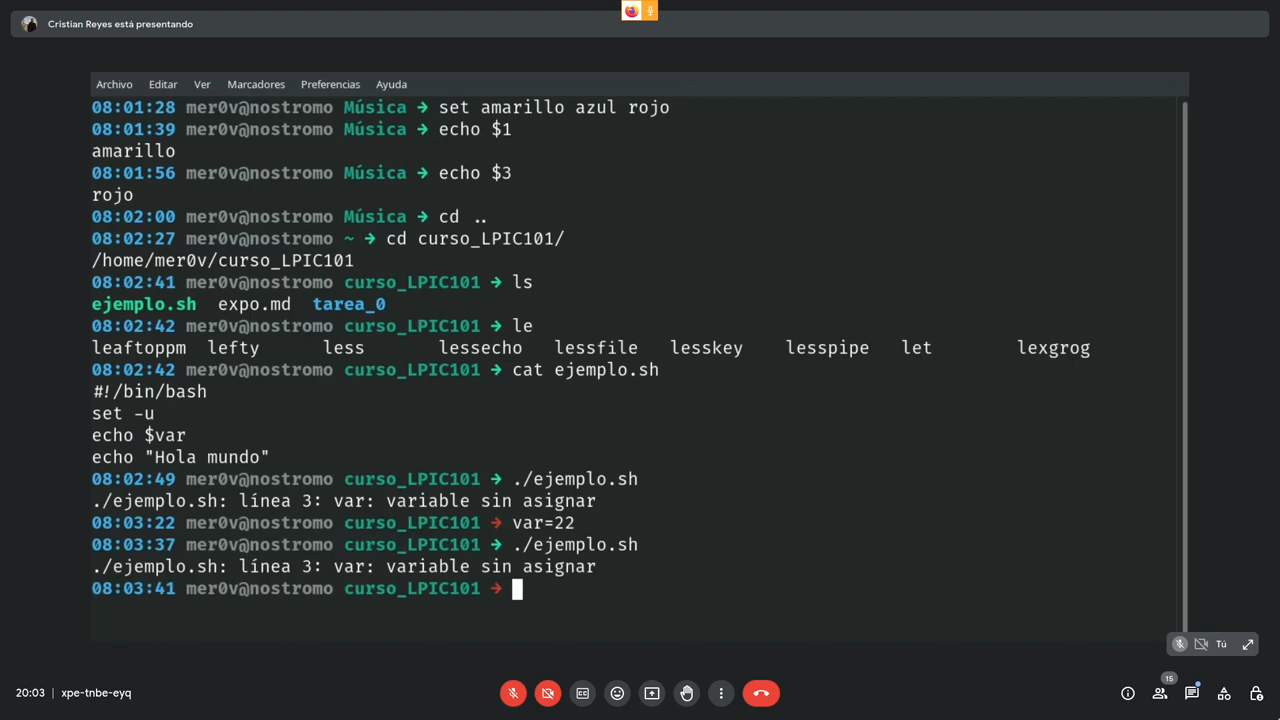 Cristian Reyes está presentando
Archivo Editar Ver Marcadores Preferencias Ayuda
08:01:28 mer0v@nostromo Música → set amarillo azul rojo
08:01:39 mer0v@nostromo Música → echo $1
amarillo
08:01:56 mer0v@nostromo Música → echo $3
rojo
08:02:00 mer0v@nostromo Música → cd ..
08:02:27 mer0v@nostromo ~ → cd curso_LPIC101/
/home/mer0v/curso_LPIC101
08:02:41 mer0v@nostromo curso_LPIC101 → ls
ejemplo.sh expo.md tarea_0
08:02:42 mer0v@nostromo curso_LPIC101 → le
leaftoppm lefty less lessecho lessfile lesskey lesspipe let lexgrog
08:02:42 mer0v@nostromo curso_LPIC101 → cat ejemplo.sh
#!/bin/bash
set -u
echo $var
echo "Hola mundo"
08:02:49 mer0v@nostromo curso_LPIC101 → ./ejemplo.sh
./ejemplo.sh: línea 3: var: variable sin asignar
08:03:22 mer0v@nostromo curso_LPIC101 → var=22
08:03:37 mer0v@nostromo curso_LPIC101 → ./ejemplo.sh
./ejemplo.sh: línea 3: var: variable sin asignar
08:03:41 mer0v@nostromo curso_LPIC101 →
Tú
20:03 | xpe-tnbe-eyq
15